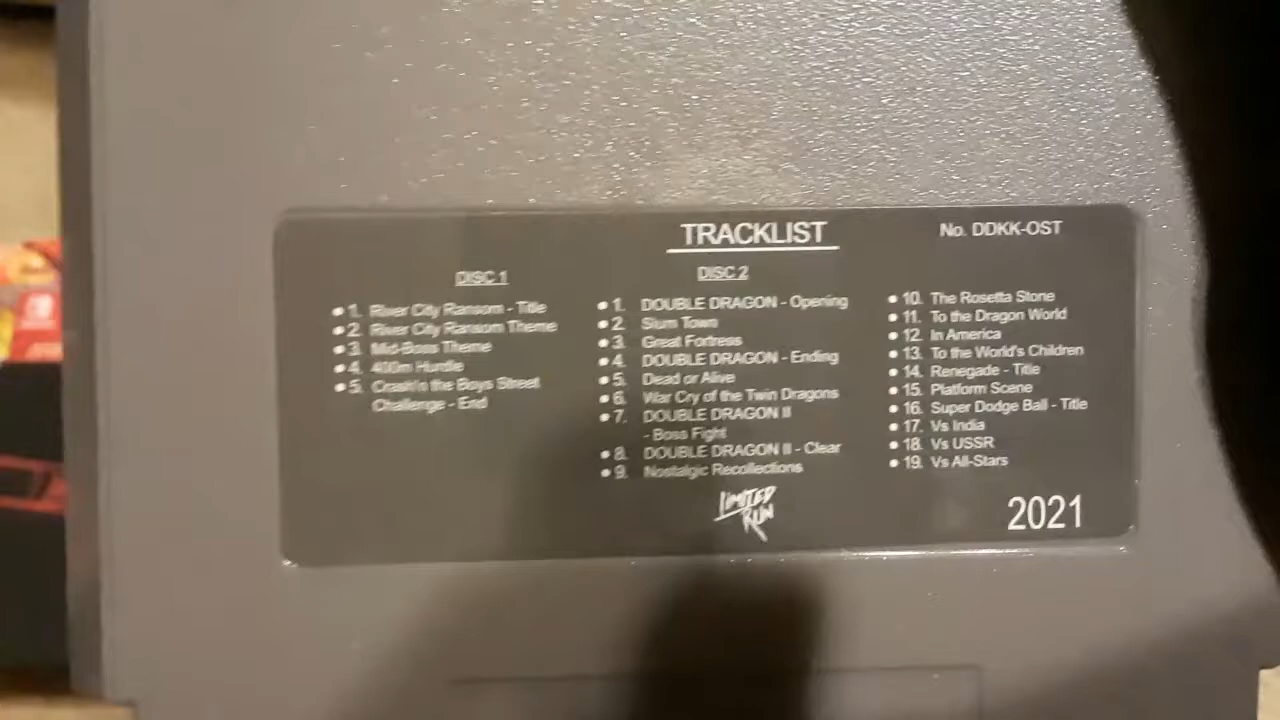 TRACKLIST
No. DDKK-OST
DISC 1
• 1. River City Ransom - Title
• 2. River City Ransom Theme
• 3. Mid-Boss Theme
• 4. 400m Hurdle
• 5. Crash'n the Boys Street
Challenge - End
DISC 2
• 1. DOUBLE DRAGON - Opening
• 2. Slum Town
• 3. Great Fortress
• 4. DOUBLE DRAGON - Ending
• 5. Dead or Alive
• 6. War Cry of the Twin Dragons
• 7. DOUBLE DRAGON II
- Boss Fight
• 8. DOUBLE DRAGON II - Clear
• 9. Nostalgic Recollections
• 10. The Rosetta Stone
• 11. To the Dragon World
• 12. In America
• 13. To the World's Children
• 14. Renegade - Title
• 15. Platform Scene
• 16. Super Dodge Ball - Title
• 17. Vs India
• 18. Vs USSR
• 19. Vs All-Stars
LIMITED
RUN
2021